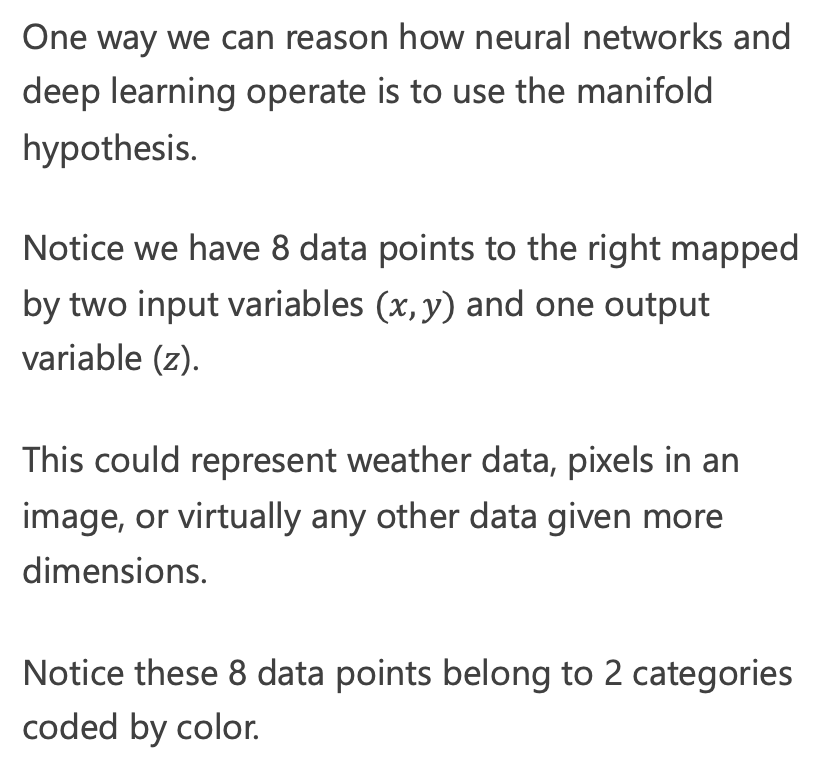 One way we can reason how neural networks and
deep learning operate is to use the manifold
hypothesis.
Notice we have 8 data points to the right mapped
by two input variables (x, y) and one output
variable (z).
This could represent weather data, pixels in an
image, or virtually any other data given more
dimensions.
Notice these 8 data points belong to 2 categories
coded by color.